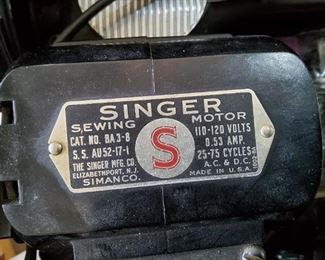 SINGER
SEWING MOTOR
CAT. NO. BA3-8
S.S. AU52-17-1
THE SINGER MFG. CO.
ELIZABETHPORT, N.J.
SIMANCO.
S
110-120 VOLTS
0.53 AMP.
25-75 CYCLES
A.C. & D.C.
MADE IN U.S.A.